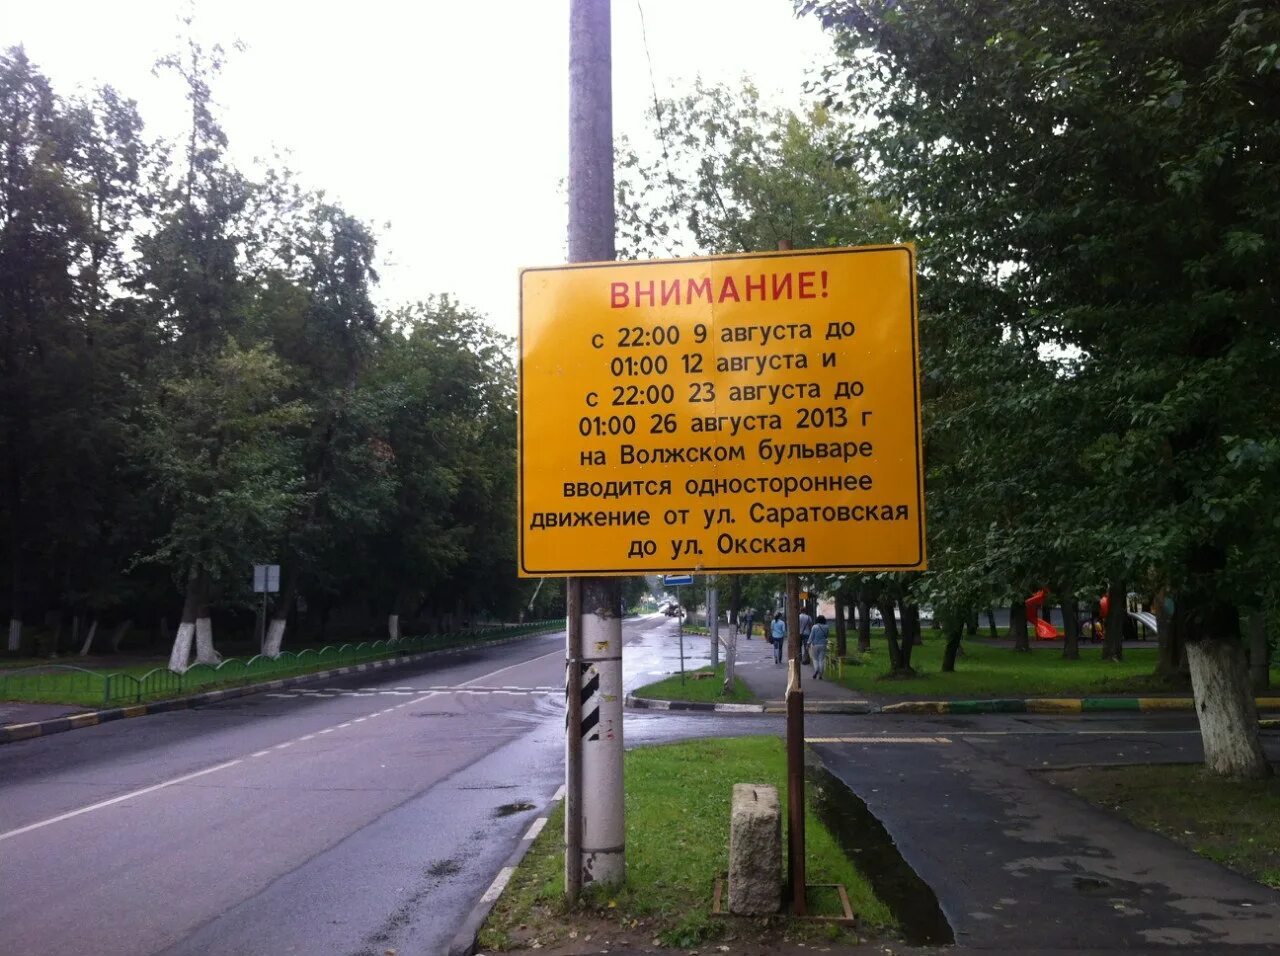 ВНИМАНИЕ!
с 22:00 9 августа до
01:00 12 августа и
с 22:00 23 августа до
01:00 26 августа 2013 г
на Волжском бульваре
вводится одностороннее
движение от ул. Саратовская
до ул. Окская